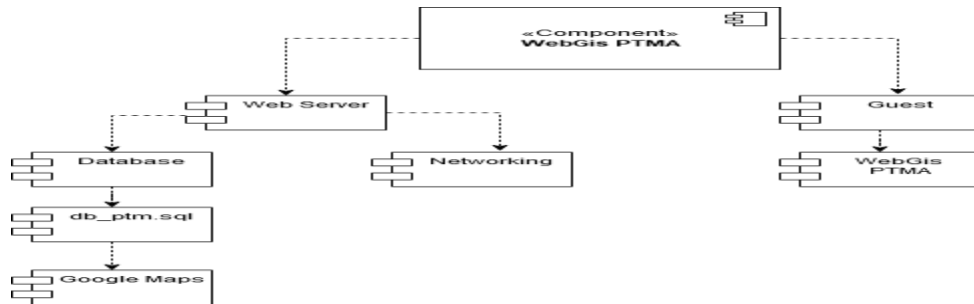 «Component»
WebGis PTMA
Web Server
Guest
Database
Networking
WebGis
PTMA
db_ptm.sql
Google Maps